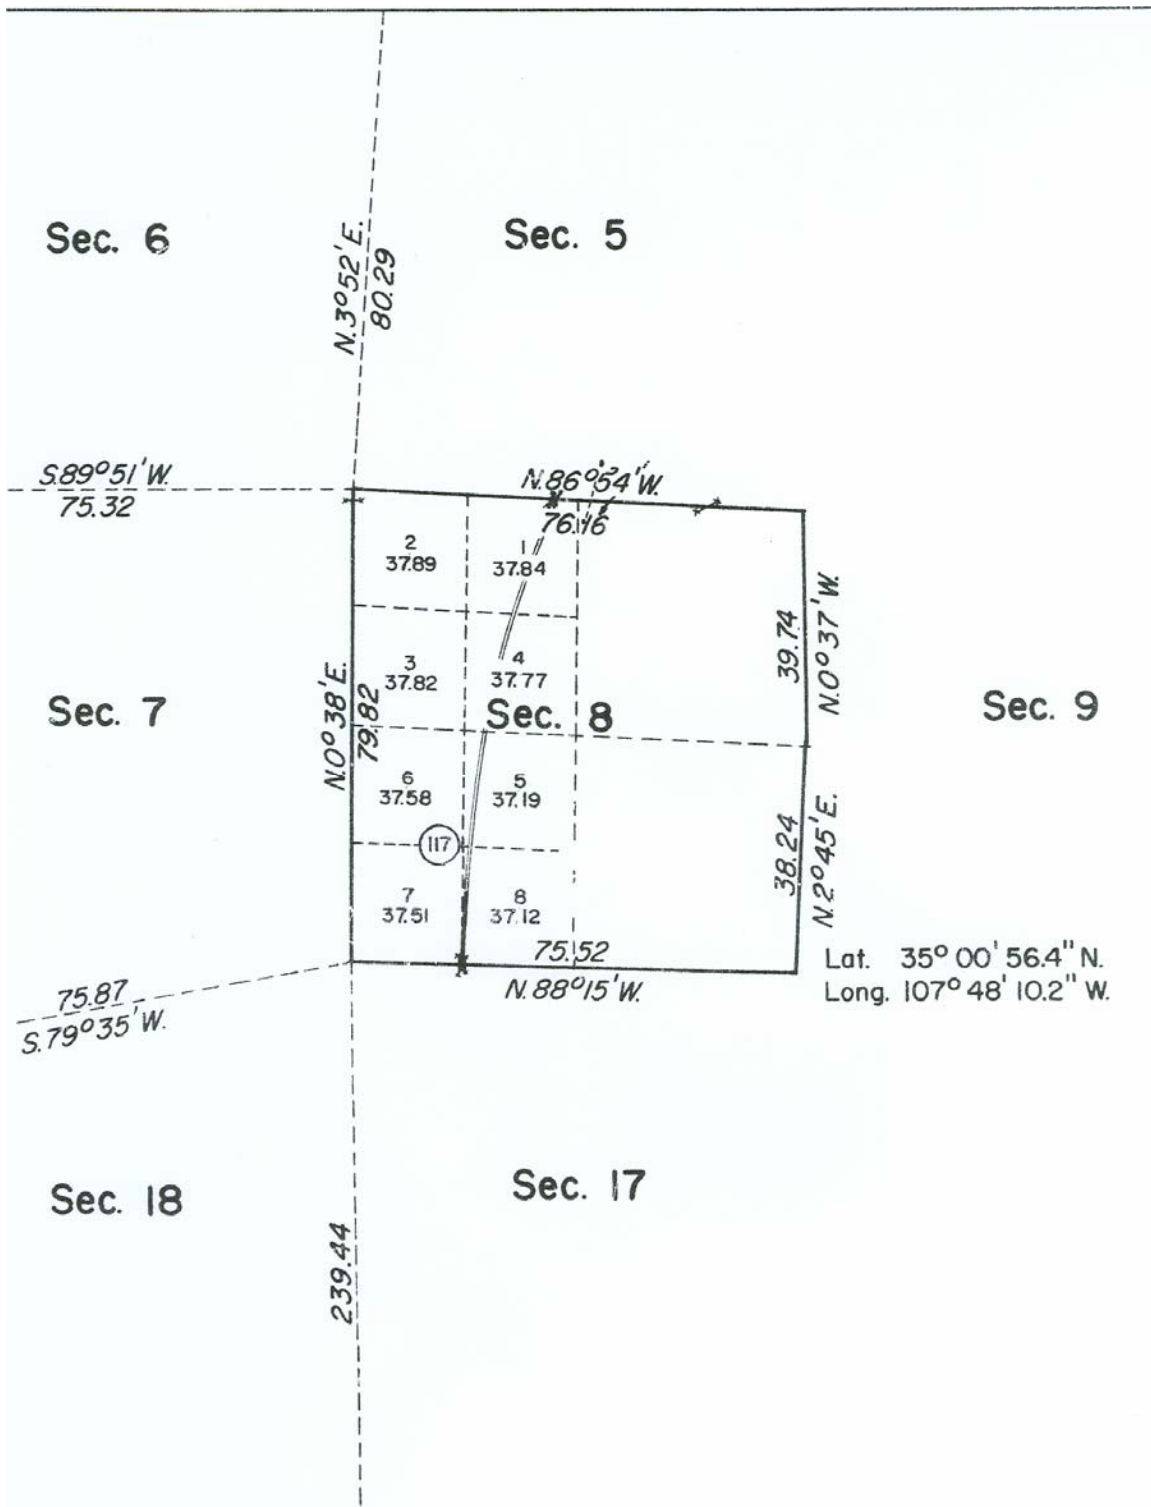 Sec. 6
Sec. 5
N.3°52'E.
80.29
S.89°51'W.
75.32
N.86°54'W.
76.16
2
37.89
1
37.84
3
37.82
4
37.77
N.0°38'E.
79.82
39.74
N.0°37'W.
Sec. 7
Sec. 8
Sec. 9
6
37.58
5
37.19
117
7
37.51
8
37.12
38.24
N.2°45'E.
75.52
N.88°15'W.
Lat. 35° 00' 56.4" N.
Long. 107° 48' 10.2" W.
75.87
S.79°35'W.
Sec. 18
Sec. 17
239.44